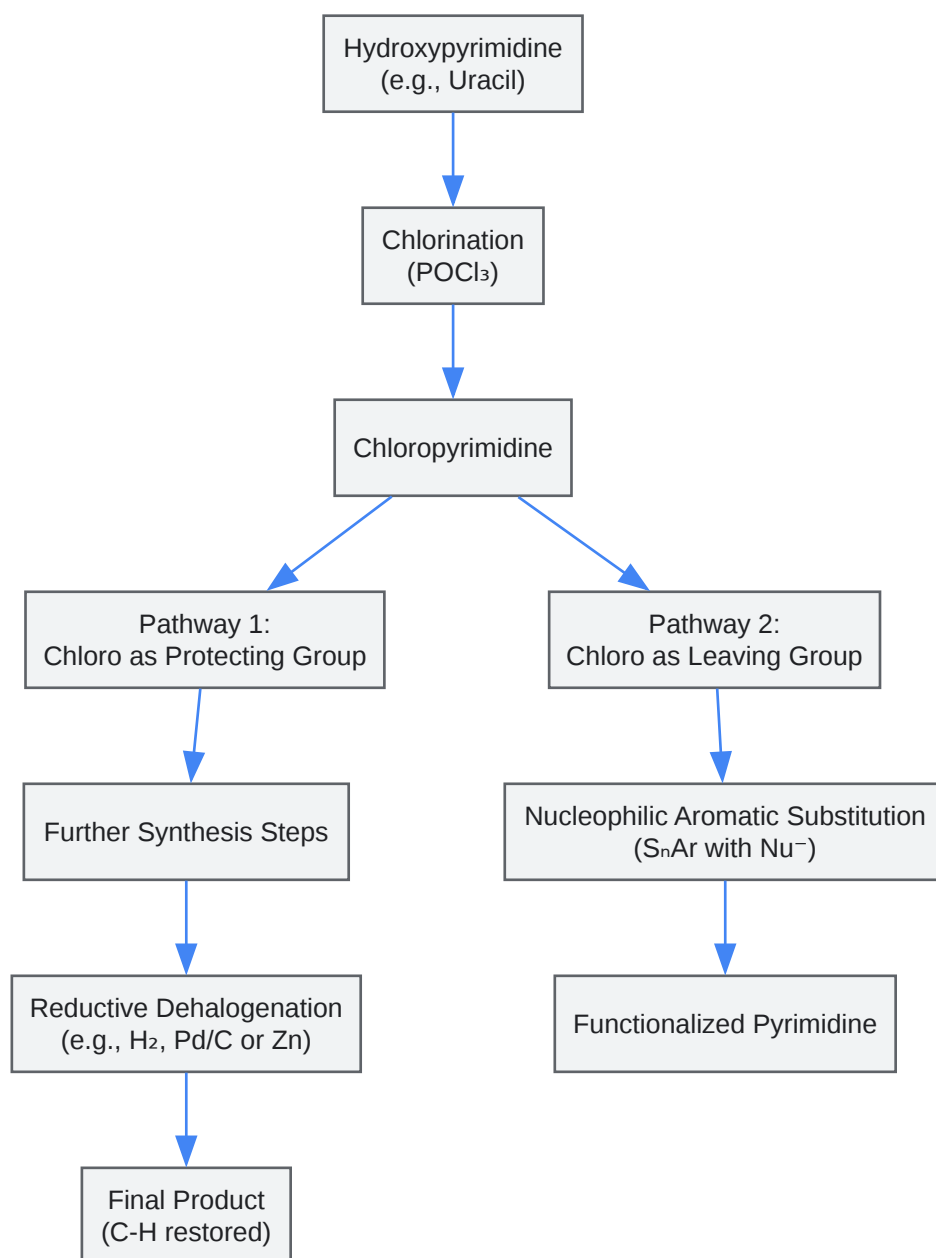 Hydroxypyrimidine
(e.g., Uracil)
Chlorination
(POCl₃)
Chloropyrimidine
Pathway 1:
Chloro as Protecting Group
Pathway 2:
Chloro as Leaving Group
Further Synthesis Steps
Nucleophilic Aromatic Substitution
(SₙAr with Nu⁻)
Reductive Dehalogenation
(e.g., H₂, Pd/C or Zn)
Functionalized Pyrimidine
Final Product
(C-H restored)